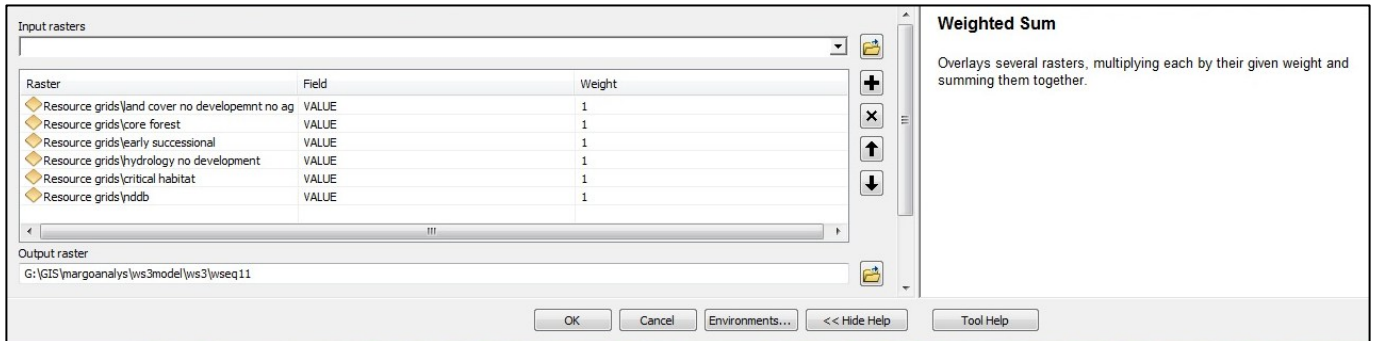 Input rasters
Raster Field Weight
Resource grids\land cover no developemnt no ag VALUE 1
Resource grids\core forest VALUE 1
Resource grids\early successional VALUE 1
Resource grids\hydrology no development VALUE 1
Resource grids\critical habitat VALUE 1
Resource grids\nddb VALUE 1
Output raster
G:\GIS\margoanalys\ws3model\ws3\wseq11
OK Cancel Environments... << Hide Help Tool Help
Weighted Sum
Overlays several rasters, multiplying each by their given weight and
summing them together.